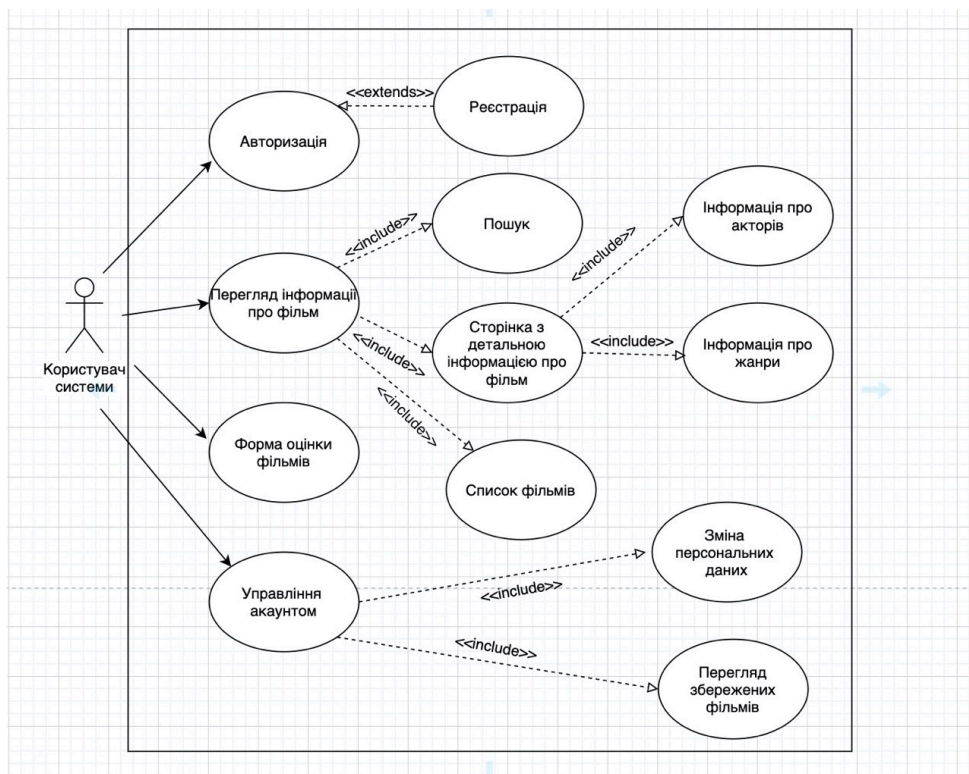 <<extends>>
Реєстрація
Авторизація
Пошук
<<include>>
Інформація про
акторів
<<include>>
Перегляд інформації
про фільм
Сторінка з
детальною
інформацією про
фільм
<<include>>
<<include>>
Інформація про
жанри
Користувач
системи
<<include>>
Форма оцінки
фільмів
Список фільмів
Зміна
персональних
даних
Управління
акаунтом
<<include>>
<<include>>
Перегляд
збережених
фільмів